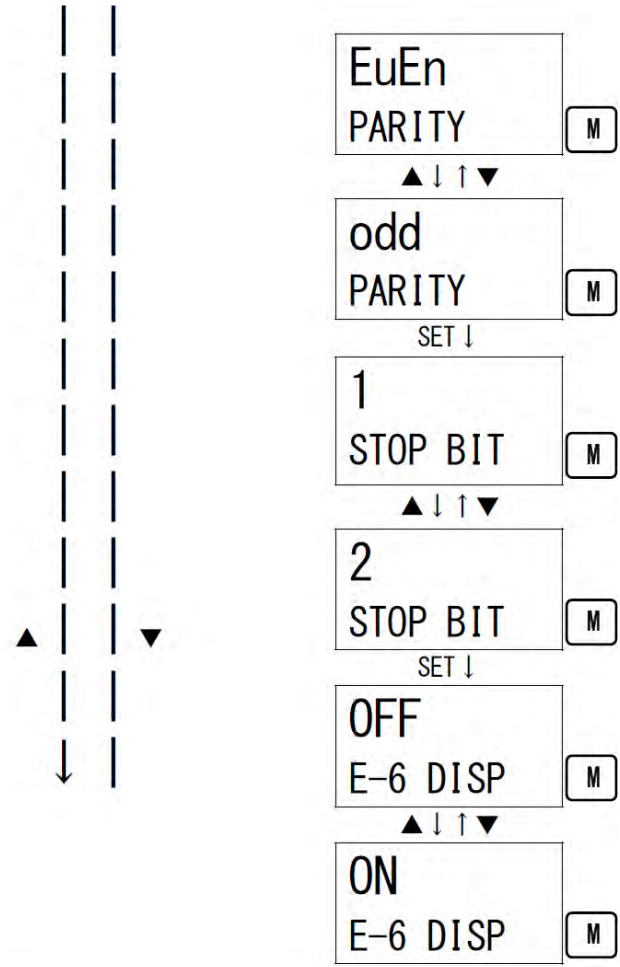 EuEn
PARITY M
▲↓↑▼
odd
PARITY M
SET↓
1
STOP BIT M
▲↓↑▼
2
STOP BIT M
▲ ▼
SET↓
OFF
E-6 DISP M
↓
▲↓↑▼
ON
E-6 DISP M